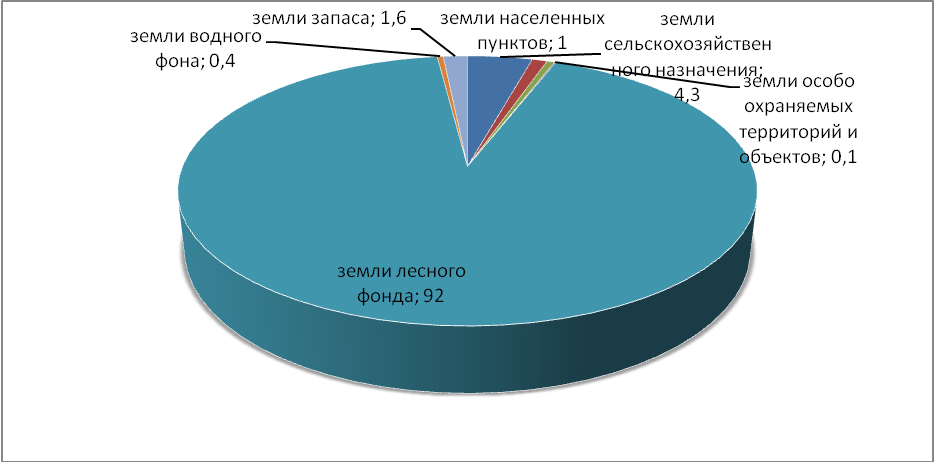 земли запаса; 1,6
земли водного
фона; 0,4
земли населенных
пунктов; 1
земли
сельскохозяйствен
ного назначения;
4,3
земли особо
охраняемых
территорий и
объектов; 0,1
земли лесного
фонда; 92